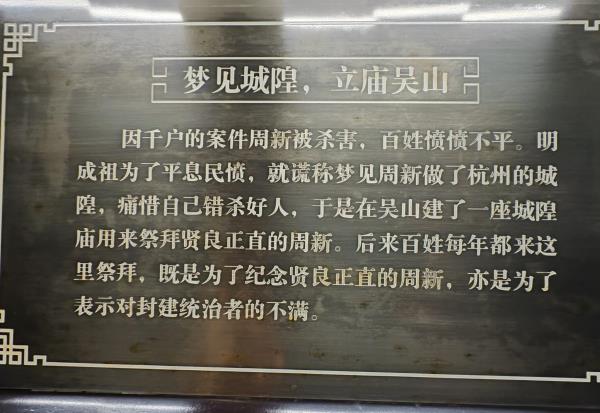 梦见城隍，立庙吴山
因千户的案件周新被杀害，百姓愤愤不平。明
成祖为了平息民愤，就谎称梦见周新做了杭州的城
隍，痛惜自己错杀好人，于是在吴山建了一座城隍
庙用来祭拜贤良正直的周新。后来百姓每年都来这
里祭拜，既是为了纪念贤良正直的周新，亦是为了
表示对封建统治者的不满。